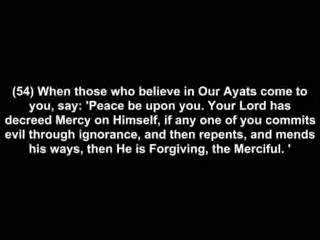 (54) When those who believe in Our Ayats come to
you, say: 'Peace be upon you. Your Lord has
decreed Mercy on Himself, if any one of you commits
evil through ignorance, and then repents, and mends
his ways, then He is Forgiving, the Merciful. '